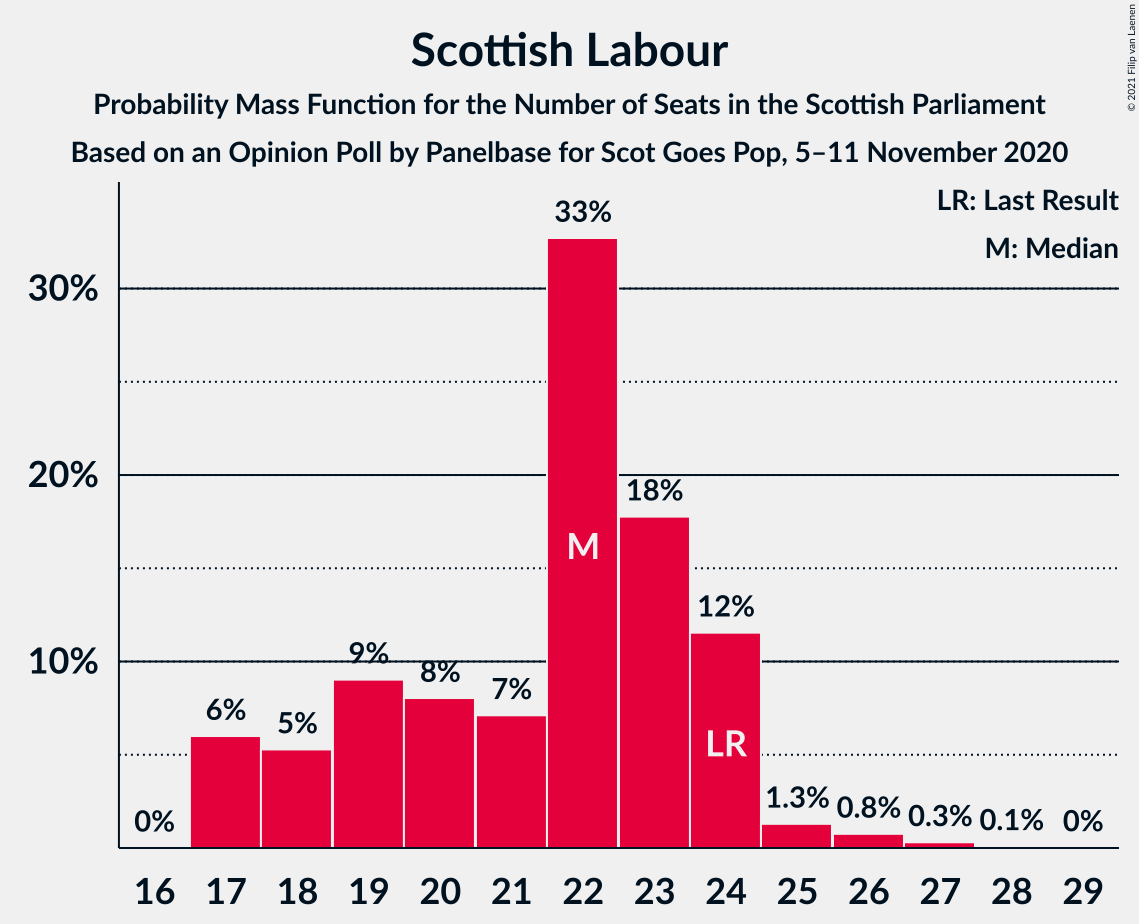 Scottish Labour
Probability Mass Function for the Number of Seats in the Scottish Parliament
Based on an Opinion Poll by Panelbase for Scot Goes Pop, 5–11 November 2020
© 2021 Filip van Laenen
LR: Last Result
M: Median
30%
20%
10%
0%
6%
5%
9%
8%
7%
33%
18%
12%
1.3%
0.8%
0.3%
0.1%
0%
M
LR
16 17 18 19 20 21 22 23 24 25 26 27 28 29